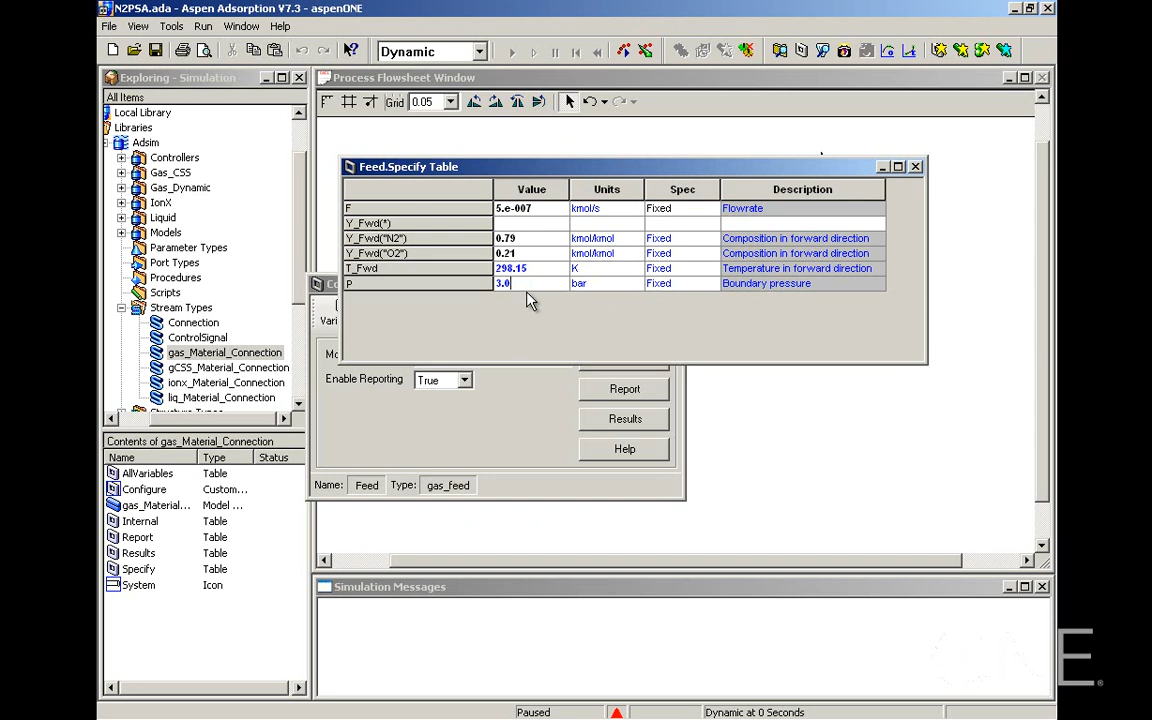 N2PSA.ada - Aspen Adsorption V7.3 - aspenONE
File View Tools Run Window Help
Dynamic
Exploring - Simulation
All Items
Local Library
Libraries
Adsim
Controllers
Gas_CSS
Gas_Dynamic
IonX
Liquid
Models
Parameter Types
Port Types
Procedures
Scripts
Stream Types
Connection
ControlSignal
gas_Material_Connection
gCSS_Material_Connection
ionx_Material_Connection
liq_Material_Connection
Contents of gas_Material_Connection
Name Type Status
AllVariables Table
Configure Custom...
gas_Material... Model ...
Internal Table
Report Table
Results Table
Specify Table
System Icon
Process Flowsheet Window
Grid 0.05
Feed.Specify Table
Value Units Spec Description
F 5.e-007 kmol/s Fixed Flowrate
Y_Fwd(*)
Y_Fwd("N2") 0.79 kmol/kmol Fixed Composition in forward direction
Y_Fwd("O2") 0.21 kmol/kmol Fixed Composition in forward direction
T_Fwd 298.15 K Fixed Temperature in forward direction
P 3.0 bar Fixed Boundary pressure
Enable Reporting True
Report
Results
Help
Name: Feed Type: gas_feed
Simulation Messages
Paused Dynamic at 0 Seconds